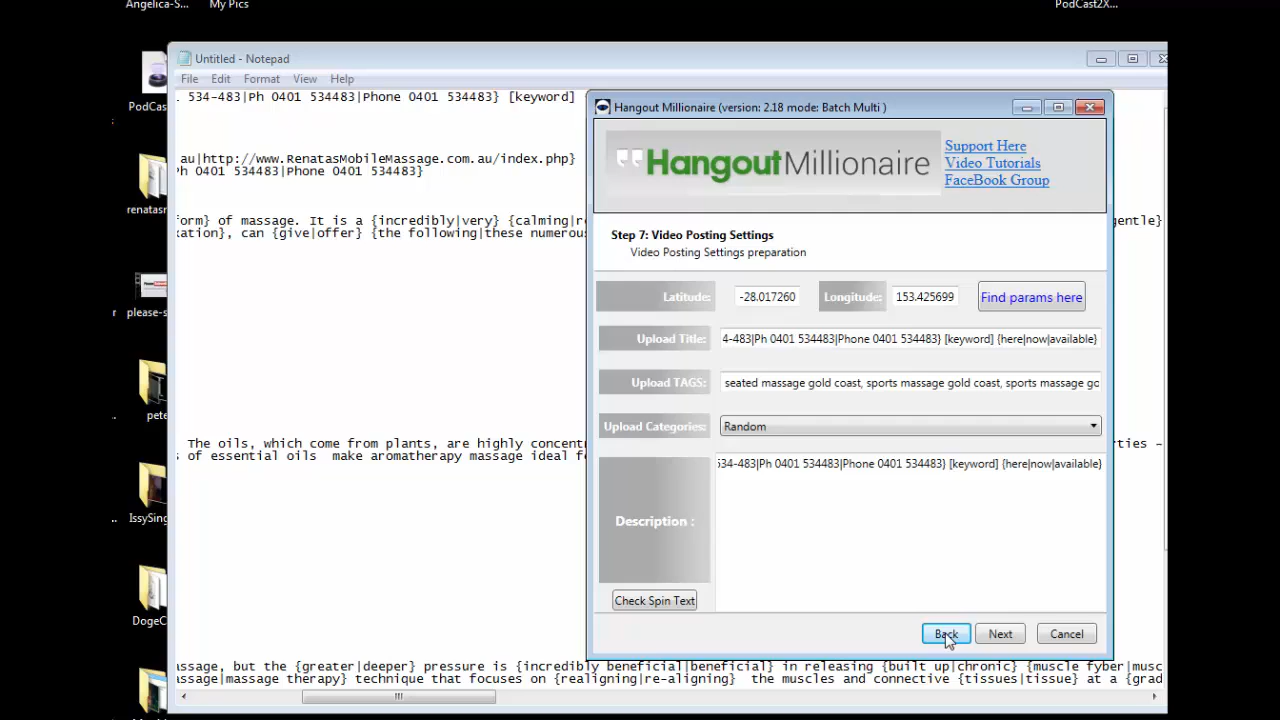 Angelica-S...
My Pics
PodCast2X...
Untitled - Notepad
PodCas
File Edit Format View Help
534-483|Ph 0401 534483|Phone 0401 534483} [keyword]
au|http://www.RenatasMobileMassage.com.au/index.php}
Ph 0401 534483|Phone 0401 534483}
renatasr
form} of massage. It is a {incredibly|very} {calming|re
gentle}
xation}, can {give|offer} {the following|these numerous
please-s
pete
The oils, which come from plants, are highly concentr
ties –
s of essential oils  make aromatherapy massage ideal f
IssySing
DogeC
assage, but the {greater|deeper} pressure is {incredibly beneficial|beneficial} in releasing {built up|chronic} {muscle fyber|musc
assage|massage therapy} technique that focuses on {realigning|re-aligning}  the muscles and connective {tissues|tissue} at a {grad
Hangout Millionaire (version: 2.18 mode: Batch Multi )
HangoutMillionaire
Support Here
Video Tutorials
FaceBook Group
Step 7: Video Posting Settings
Video Posting Settings preparation
Latitude: -28.017260 Longitude: 153.425699 Find params here
Upload Title: 4-483|Ph 0401 534483|Phone 0401 534483} [keyword] {here|now|available}
Upload TAGS: seated massage gold coast, sports massage gold coast, sports massage gc
Upload Categories: Random
534-483|Ph 0401 534483|Phone 0401 534483} [keyword] {here|now|available}
Description :
Check Spin Text
Back Next Cancel